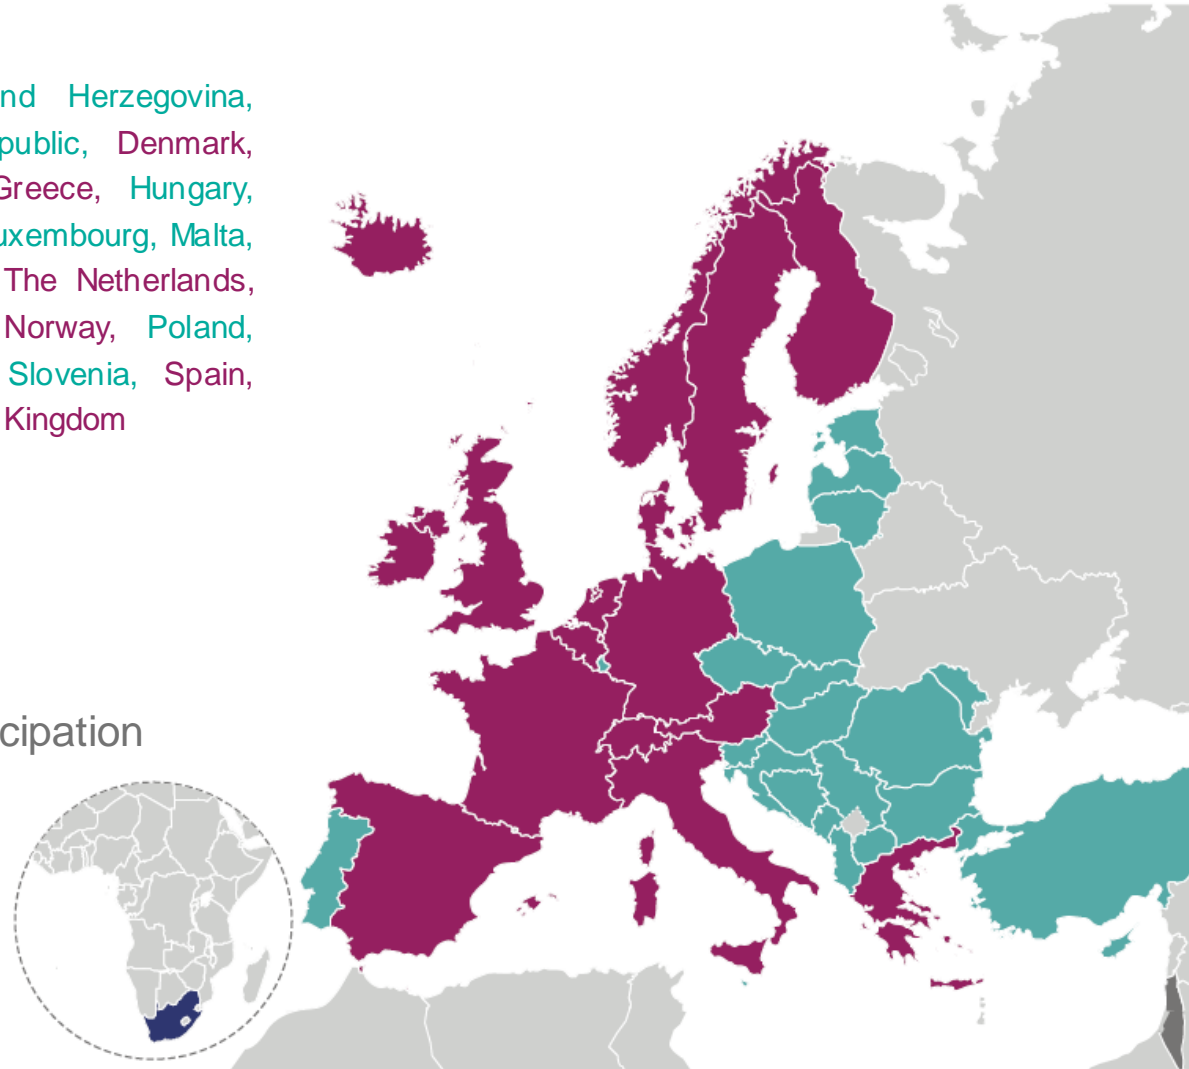 nd Herzegovina,
public, Denmark,
Greece, Hungary,
uxembourg, Malta,
The Netherlands,
Norway, Poland,
Slovenia, Spain,
Kingdom
cipation